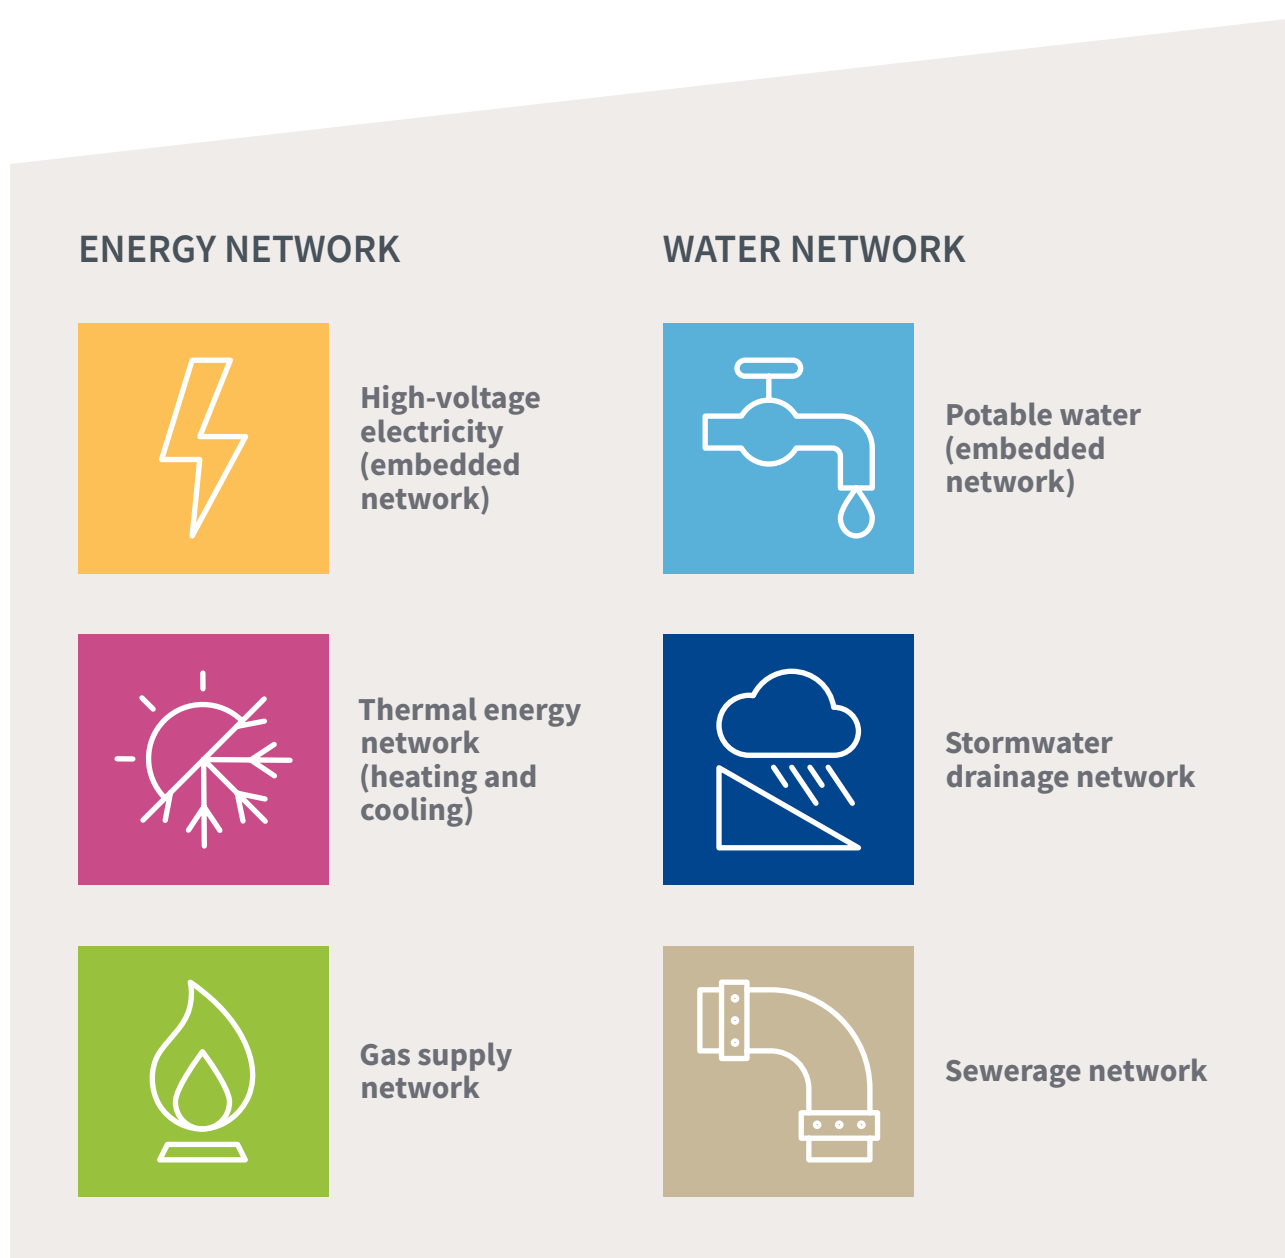 ENERGY NETWORK
High-voltage
electricity
(embedded
network)
Thermal energy
network
(heating and
cooling)
Gas supply
network
WATER NETWORK
Potable water
(embedded
network)
Stormwater
drainage network
Sewerage network